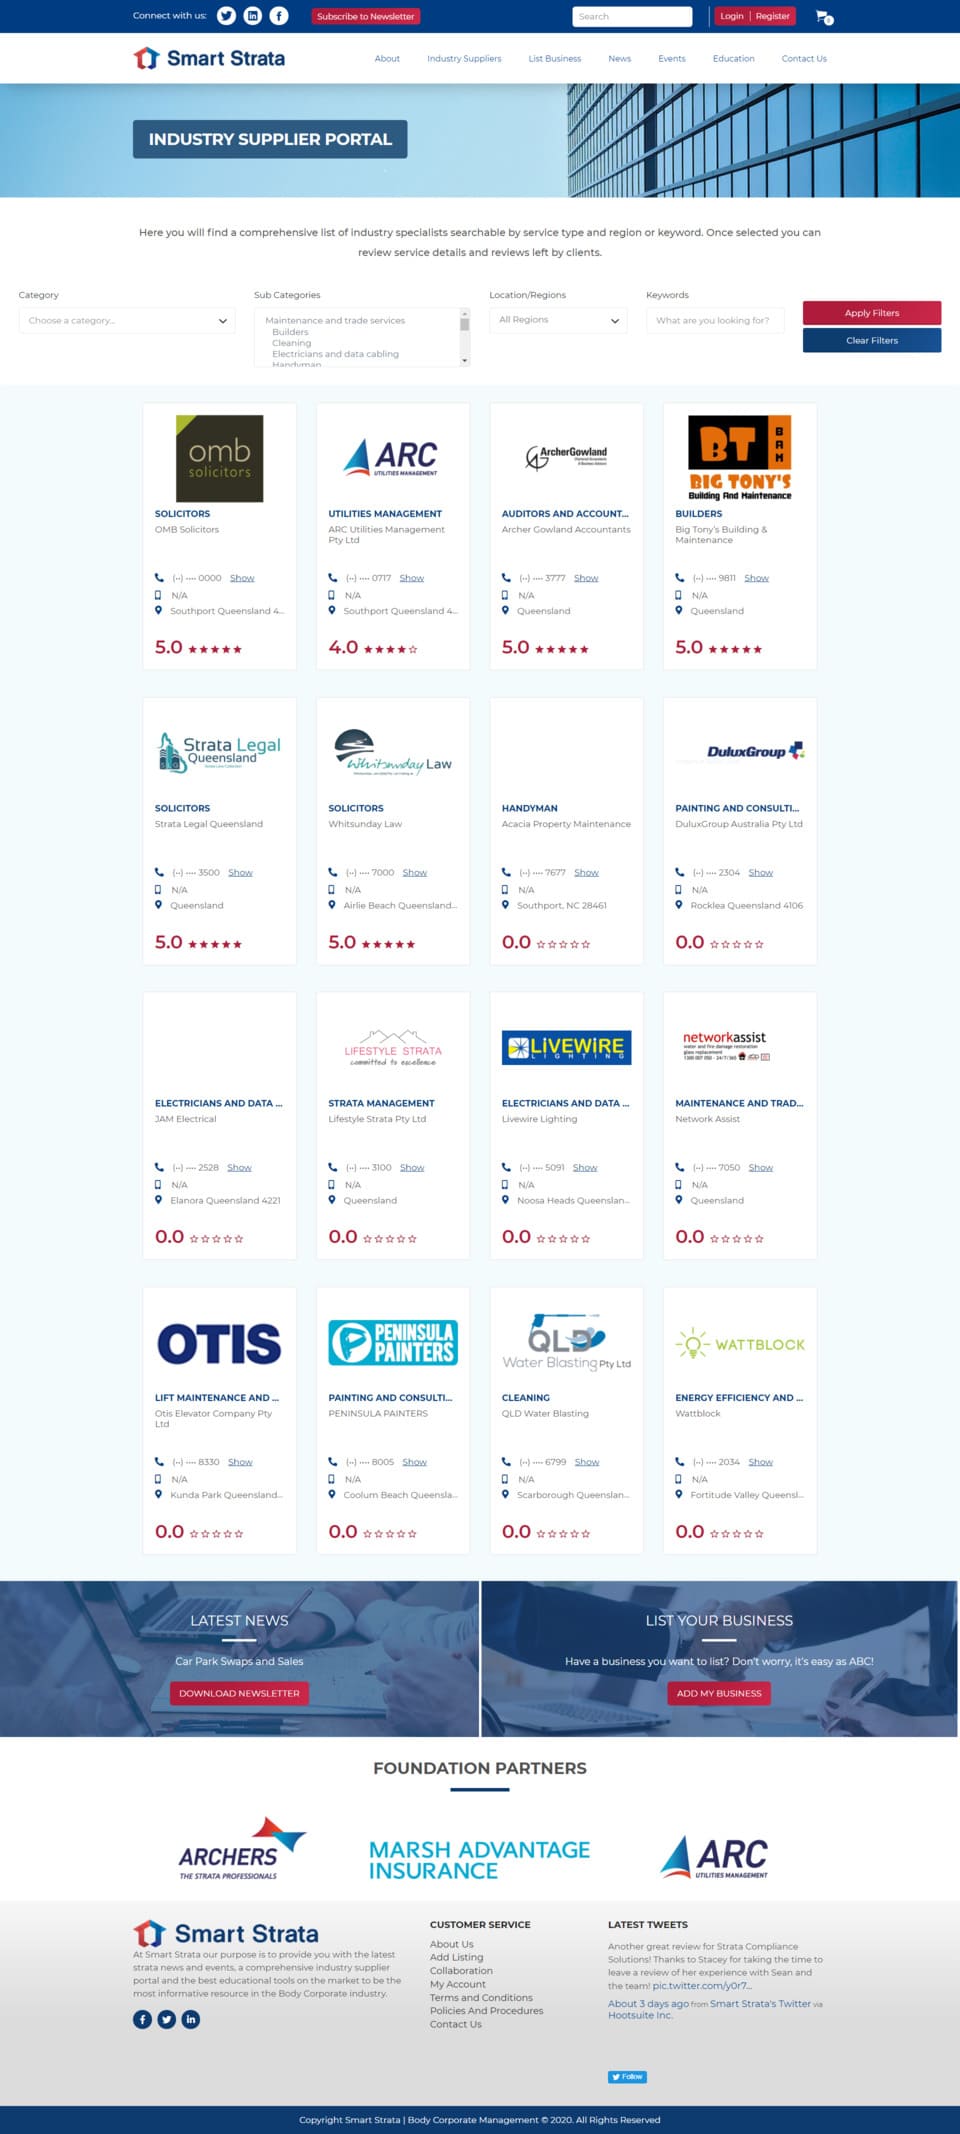 Connect with us:
Subscribe to Newsletter
Search
Login | Register
0
Smart Strata
About
Industry Suppliers
List Business
News
Events
Education
Contact Us
INDUSTRY SUPPLIER PORTAL
Here you will find a comprehensive list of industry specialists searchable by service type and region or keyword. Once selected you can
review service details and reviews left by clients.
Category
Sub Categories
Location/Regions
Keywords
Choose a category...
Maintenance and trade services
Builders
Cleaning
Electricians and data cabling
Handyman
All Regions
What are you looking for?
Apply Filters
Clear Filters
omb
solicitors
SOLICITORS
OMB Solicitors
(••) •••• 0000 Show
N/A
Southport Queensland 4...
5.0
ARC
UTILITIES MANAGEMENT
UTILITIES MANAGEMENT
ARC Utilities Management
Pty Ltd
(••) •••• 0717 Show
N/A
Southport Queensland 4...
4.0
ArcherGowland
Chartered Accountants
& Business Advisors
AUDITORS AND ACCOUNT...
Archer Gowland Accountants
(••) •••• 3777 Show
N/A
Queensland
5.0
BT
BAM
BIG TONY'S
Building And Maintenance
BUILDERS
Big Tony's Building &
Maintenance
(••) •••• 9811 Show
N/A
Queensland
5.0
Strata Legal
Queensland
SOLICITORS
Strata Legal Queensland
(••) •••• 3500 Show
N/A
Queensland
5.0
Whitsunday Law
SOLICITORS
Whitsunday Law
(••) •••• 7000 Show
N/A
Airlie Beach Queensland...
5.0
HANDYMAN
Acacia Property Maintenance
(••) •••• 7677 Show
N/A
Southport, NC 28461
0.0
DuluxGroup
PAINTING AND CONSULTI...
DuluxGroup Australia Pty Ltd
(••) •••• 2304 Show
N/A
Rocklea Queensland 4106
0.0
ELECTRICIANS AND DATA ...
JAM Electrical
(••) •••• 2528 Show
N/A
Elanora Queensland 4221
0.0
LIFESTYLE STRATA
committed to excellence
STRATA MANAGEMENT
Lifestyle Strata Pty Ltd
(••) •••• 3100 Show
N/A
Queensland
0.0
LIVEWIRE
LIGHTING
ELECTRICIANS AND DATA ...
Livewire Lighting
(••) •••• 5091 Show
N/A
Noosa Heads Queenslan...
0.0
networkassist
water and fire damage restoration
glass replacement
1300 067 050 - 24/7/365
MAINTENANCE AND TRAD...
Network Assist
(••) •••• 7050 Show
N/A
Queensland
0.0
OTIS
LIFT MAINTENANCE AND ...
Otis Elevator Company Pty
Ltd
(••) •••• 8330 Show
N/A
Kunda Park Queensland...
0.0
PENINSULA
PAINTERS
PAINTING AND CONSULTI...
PENINSULA PAINTERS
(••) •••• 8005 Show
N/A
Coolum Beach Queensla...
0.0
QLD
Water Blasting Pty Ltd
CLEANING
QLD Water Blasting
(••) •••• 6799 Show
N/A
Scarborough Queenslan...
0.0
WATTBLOCK
ENERGY EFFICIENCY AND ...
Wattblock
(••) •••• 2034 Show
N/A
Fortitude Valley Queensl...
0.0
LATEST NEWS
Car Park Swaps and Sales
DOWNLOAD NEWSLETTER
LIST YOUR BUSINESS
Have a business you want to list? Don't worry, it's easy as ABC!
ADD MY BUSINESS
FOUNDATION PARTNERS
ARCHERS
THE STRATA PROFESSIONALS
MARSH ADVANTAGE
INSURANCE
ARC
UTILITIES MANAGEMENT
Smart Strata
At Smart Strata our purpose is to provide you with the latest
strata news and events, a comprehensive industry supplier
portal and the best educational tools on the market to be the
most informative resource in the Body Corporate industry.
CUSTOMER SERVICE
About Us
Add Listing
Collaboration
My Account
Terms and Conditions
Policies And Procedures
Contact Us
LATEST TWEETS
Another great review for Strata Compliance
Solutions! Thanks to Stacey for taking the time to
leave a review of her experience with Sean and
the team! pic.twitter.com/y0r7...
About 3 days ago from Smart Strata's Twitter via
Hootsuite Inc.
Follow
Copyright Smart Strata | Body Corporate Management © 2020. All Rights Reserved